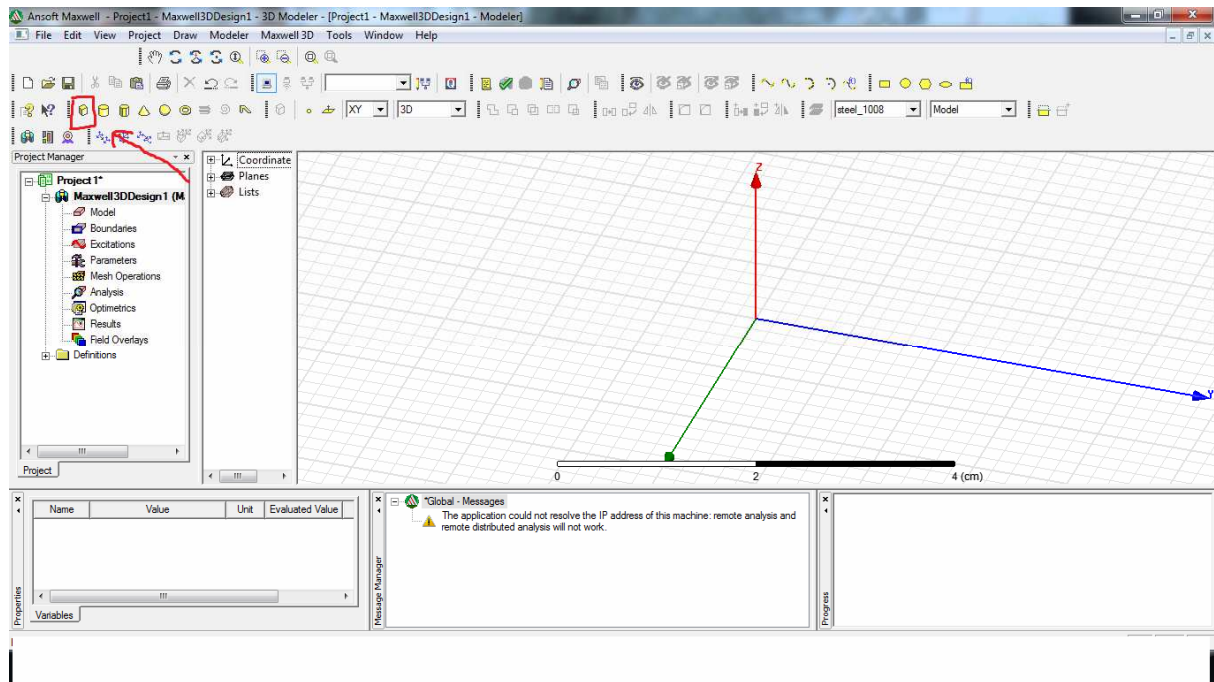 Ansoft Maxwell - Project1 - Maxwell3DDesign1 - 3D Modeler - [Project1 - Maxwell3DDesign1 - Modeler]
File Edit View Project Draw Modeler Maxwell 3D Tools Window Help
XY 3D steel_1008 Model
Project Manager
Project1*
Maxwell3DDesign1 (M
Model
Boundaries
Excitations
Parameters
Mesh Operations
Analysis
Optimetrics
Results
Field Overlays
Definitions
Project
Coordinate
Planes
Lists
Z
Y
0 2 4 (cm)
Name Value Unit Evaluated Value
Variables
Properties
*Global - Messages
The application could not resolve the IP address of this machine: remote analysis and
remote distributed analysis will not work.
Message Manager
Progress